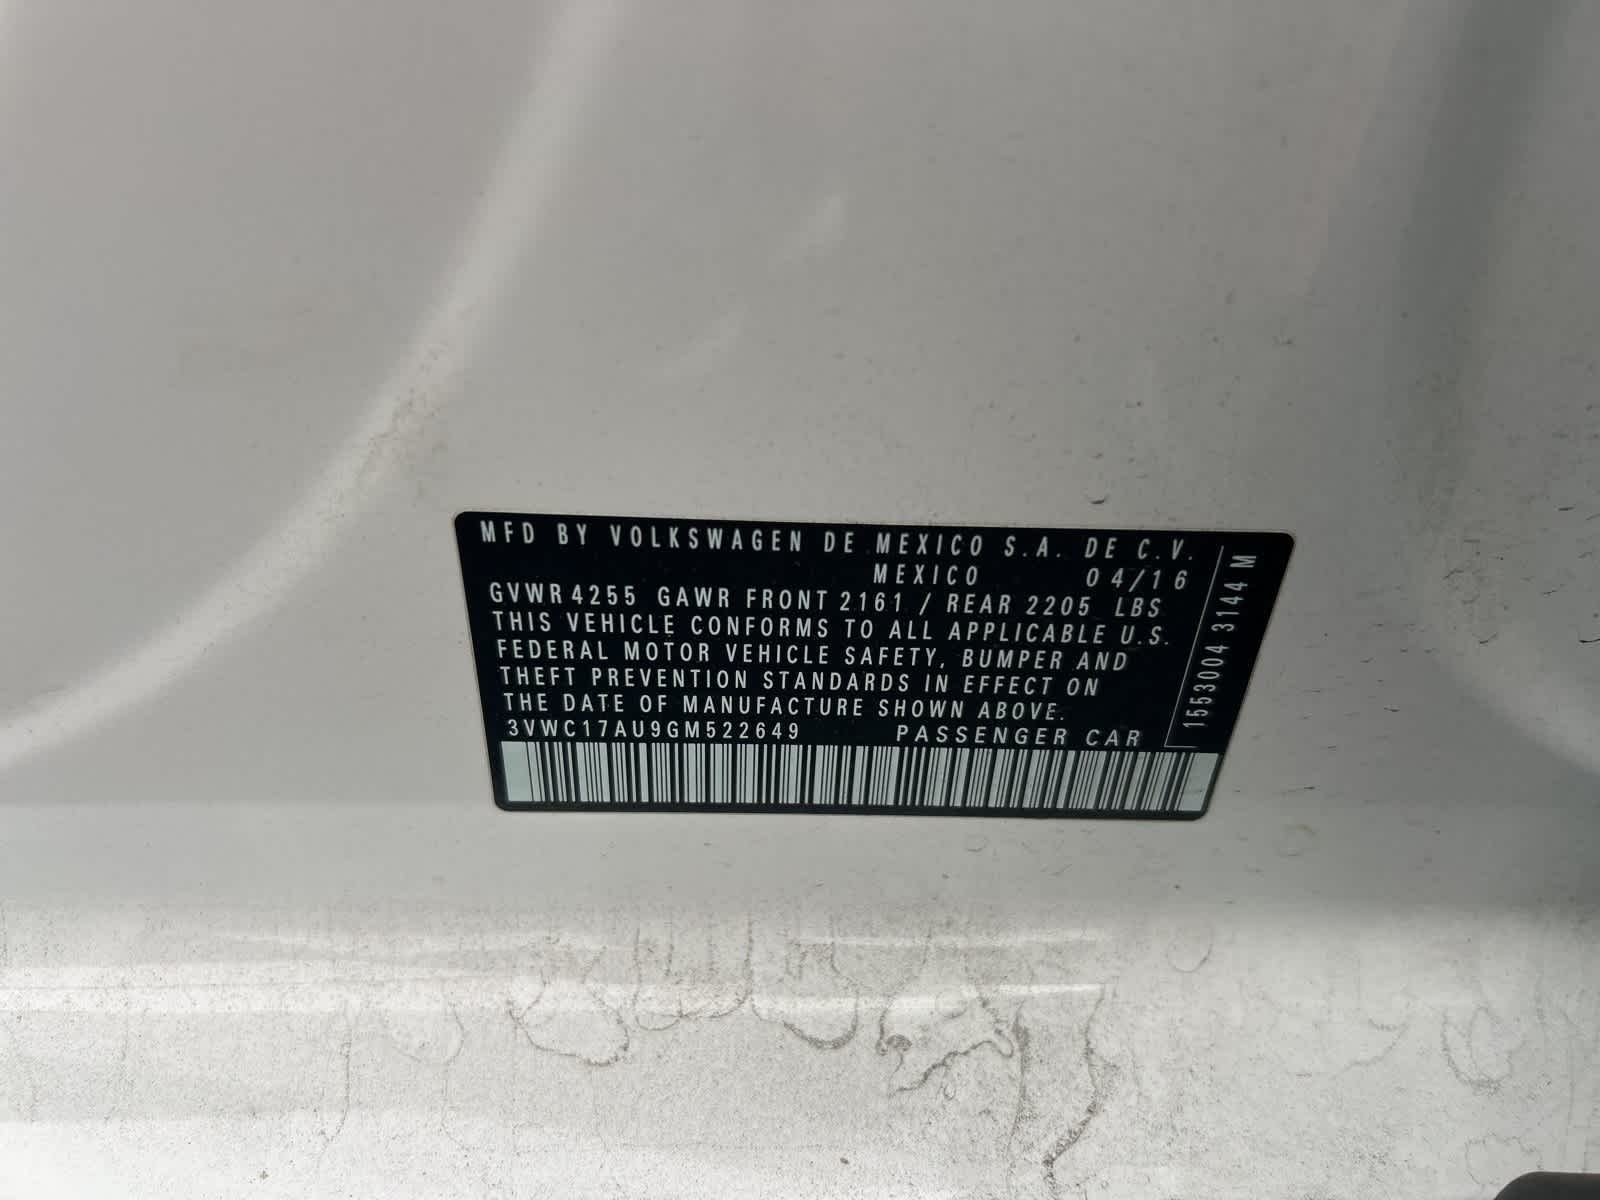 MFD BY VOLKSWAGEN DE MEXICO S.A. DE C.V.
MEXICO 04/16
GVWR 4255 GAWR FRONT 2161 / REAR 2205 LBS
THIS VEHICLE CONFORMS TO ALL APPLICABLE U.S.
FEDERAL MOTOR VEHICLE SAFETY, BUMPER AND
THEFT PREVENTION STANDARDS IN EFFECT ON
THE DATE OF MANUFACTURE SHOWN ABOVE.
3VWC17AU9GM522649 PASSENGER CAR
1553004 3144 M